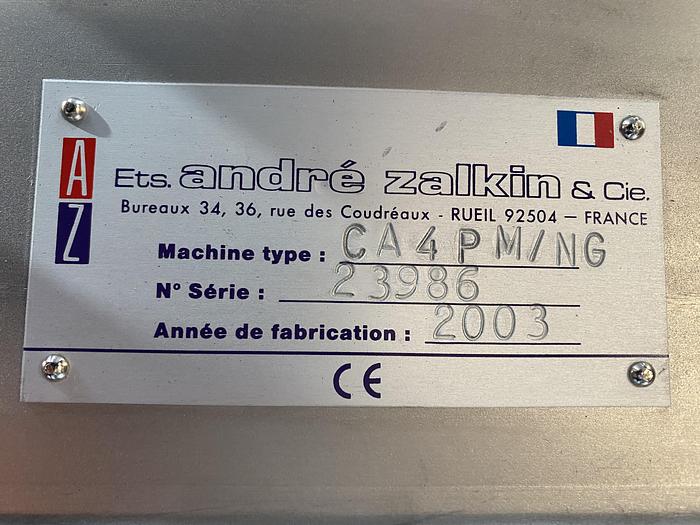 AZ
Ets. andré zalkin & Cie.
Bureaux 34, 36, rue des Coudréaux - RUEIL 92504 — FRANCE
Machine type : CA4PM/NG
N° Série : 23986
Année de fabrication : 2003
CE